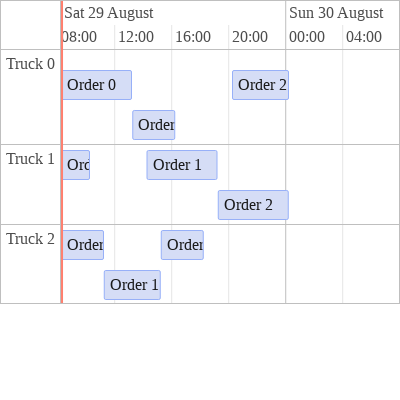 Sat 29 August Sun 30 August
08:00 12:00 16:00 20:00 00:00 04:00
Truck 0
Order 0 Order 2
Order
Truck 1
Ord Order 1
Order 2
Truck 2
Order Order
Order 1